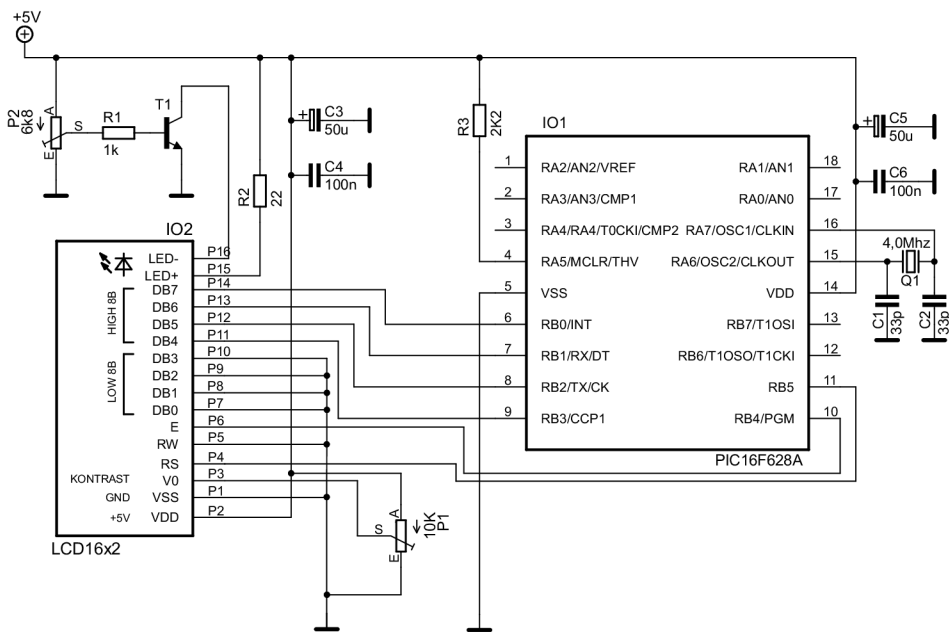 +5V
P2
6k8
A
S
E
R1
1k
T1
R2
22
C3
50u
C4
100n
R3
2K2
C5
50u
C6
100n
IO1
1 RA2/AN2/VREF
2 RA3/AN3/CMP1
3 RA4/RA4/T0CKI/CMP2
4 RA5/MCLR/THV
5 VSS
6 RB0/INT
7 RB1/RX/DT
8 RB2/TX/CK
9 RB3/CCP1
RA1/AN1 18
RA0/AN0 17
RA7/OSC1/CLKIN 16
RA6/OSC2/CLKOUT 15
VDD 14
RB7/T1OSI 13
RB6/T1OSO/T1CKI 12
RB5 11
RB4/PGM 10
PIC16F628A
4,0Mhz
Q1
C1
33p
C2
33p
IO2
LED- P16
LED+ P15
DB7 P14
DB6 P13
DB5 P12
DB4 P11
DB3 P10
DB2 P9
DB1 P8
DB0 P7
E P6
RW P5
RS P4
KONTRAST V0 P3
GND VSS P1
+5V VDD P2
HIGH 8B
LOW 8B
LCD16x2
A
S
E
10K
P1
+
+